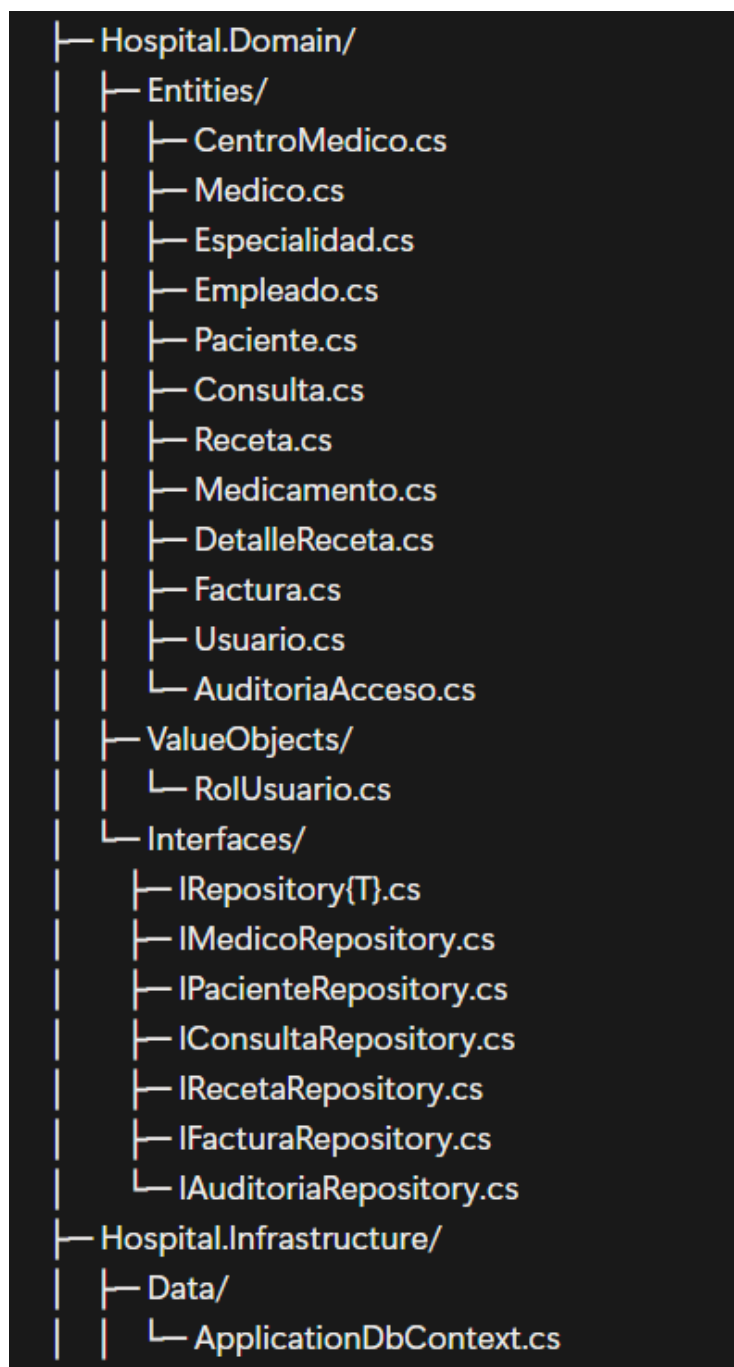 ├─ Hospital.Domain/
│ ├─ Entities/
│ │ ├─ CentroMedico.cs
│ │ ├─ Medico.cs
│ │ ├─ Especialidad.cs
│ │ ├─ Empleado.cs
│ │ ├─ Paciente.cs
│ │ ├─ Consulta.cs
│ │ ├─ Receta.cs
│ │ ├─ Medicamento.cs
│ │ ├─ DetalleReceta.cs
│ │ ├─ Factura.cs
│ │ ├─ Usuario.cs
│ │ └─ AuditoriaAcceso.cs
│ ├─ ValueObjects/
│ │ └─ RolUsuario.cs
│ └─ Interfaces/
│ ├─ IRepository{T}.cs
│ ├─ IMedicoRepository.cs
│ ├─ IPacienteRepository.cs
│ ├─ IConsultaRepository.cs
│ ├─ IRecetaRepository.cs
│ ├─ IFacturaRepository.cs
│ └─ IAuditoriaRepository.cs
├─ Hospital.Infrastructure/
│ ├─ Data/
│ │ └─ ApplicationDbContext.cs